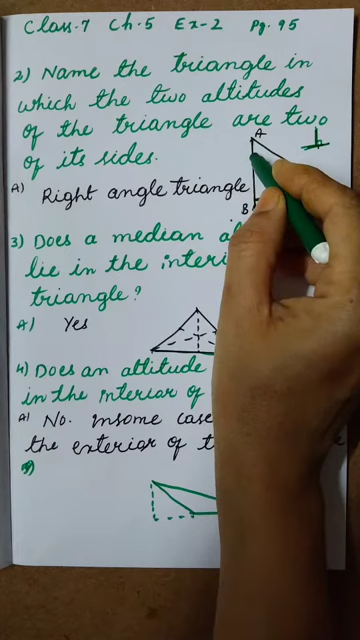 Class-7 Ch-5 Ex-2 Pg. 95
2) Name the triangle in
which the two altitudes
of the triangle are two
of its sides.
A
B
A) Right angle triangle
3) Does a median
lie in the
triangle?
A) Yes
4) Does an altitude
in the interior of
A) No. insome
the exterior of